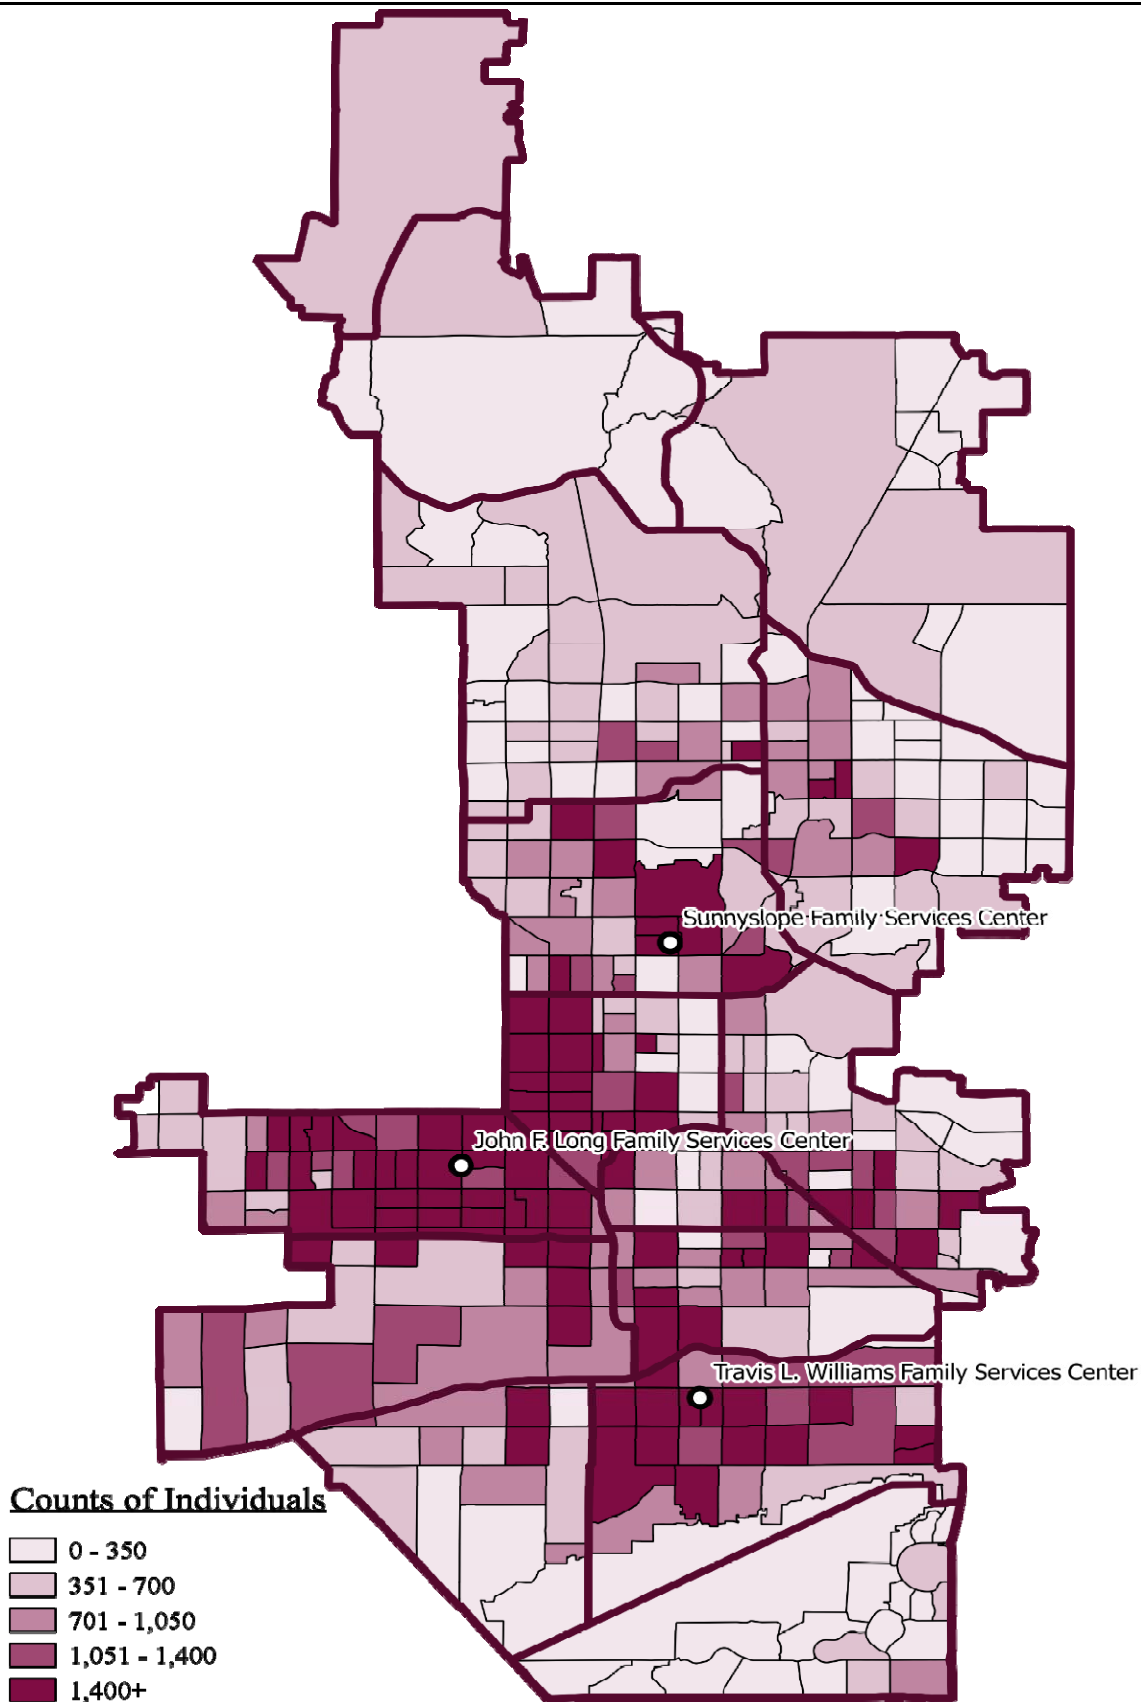 Sunnyslope Family Services Center
John F. Long Family Services Center
Travis L. Williams Family Services Center
Counts of Individuals
0 - 350
351 - 700
701 - 1,050
1,051 - 1,400
1,400+